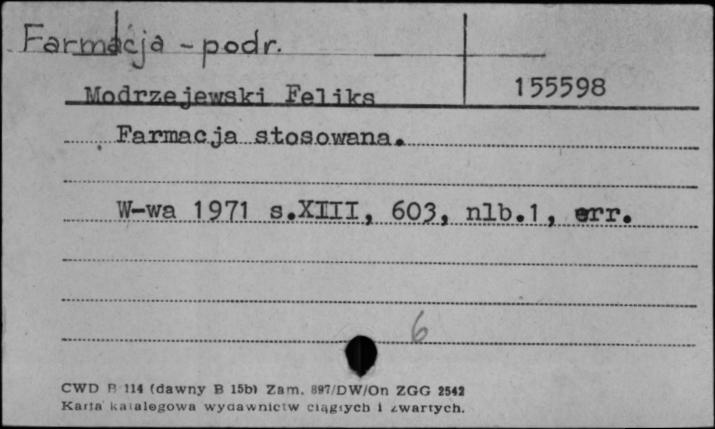 Farmacja - podr.
Modrzejewski Feliks 155598
Farmacja stosowana.
W-wa 1971 s.XIII, 603, nlb.1, err.
6
CWD B 114 (dawny B 15b) Zam. 897/DW/On ZGG 2542
Karta katalogowa wydawnictw ciągłych i zwartych.